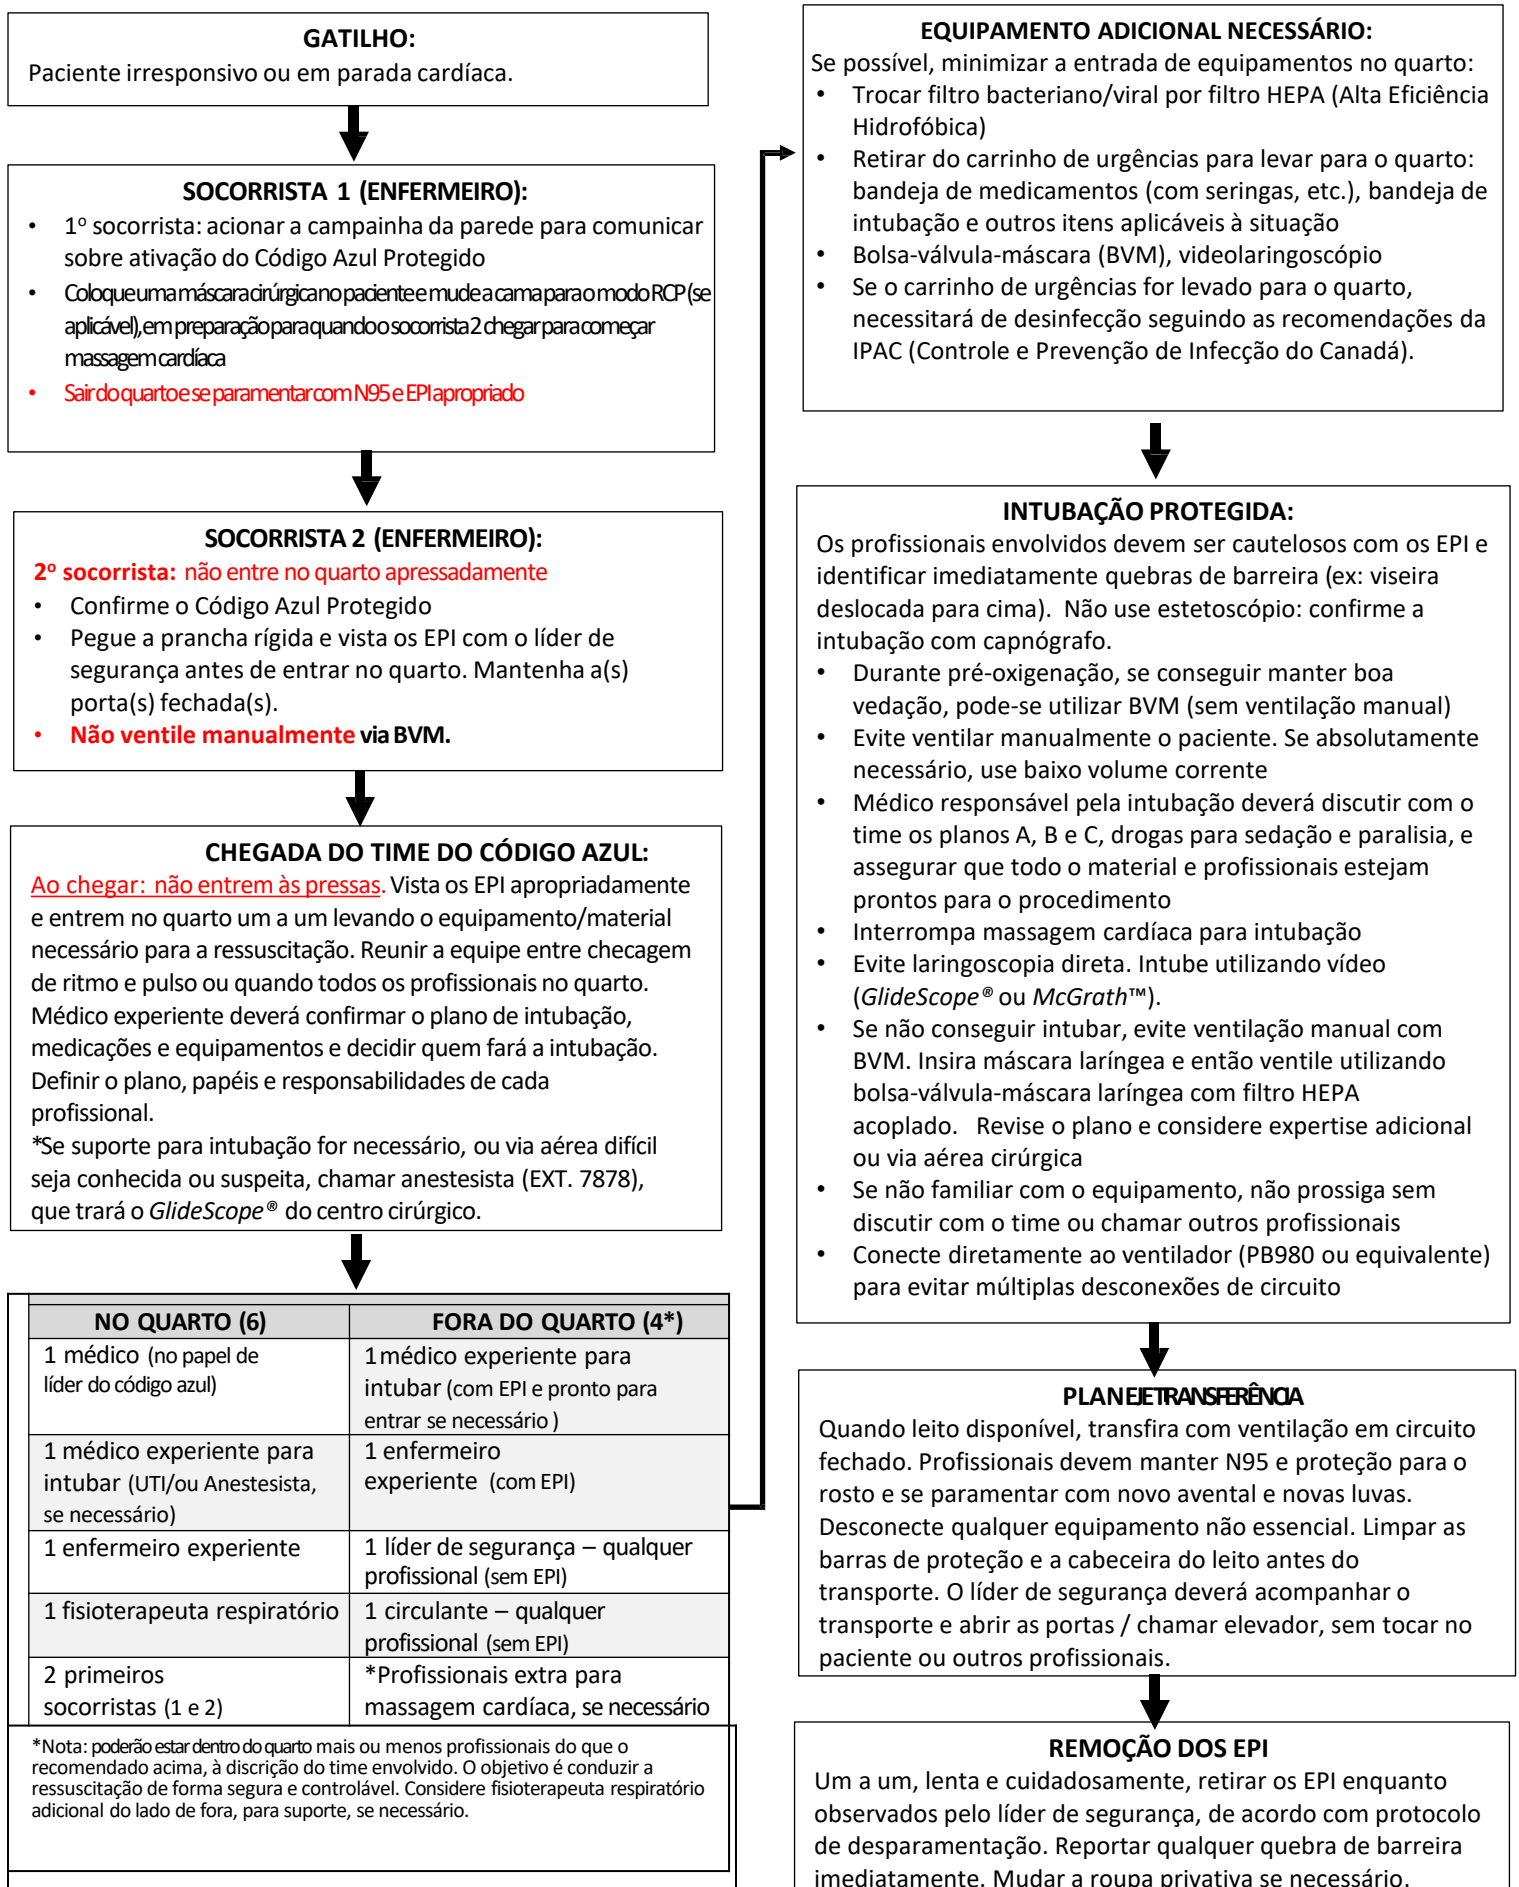 GATILHO:
Paciente irresponsivo ou em parada cardíaca.
SOCORRISTA 1 (ENFERMEIRO):
• 1º socorrista: acionar a campainha da parede para comunicar
sobre ativação do Código Azul Protegido
• Coloque uma máscara cirúrgica no paciente e mude a cama para o modo RCP (se
aplicável), em preparação para quando o socorrista 2 chegar para começar
massagem cardíaca
• Sair do quarto e se paramentar com N95 e EPI apropriado
SOCORRISTA 2 (ENFERMEIRO):
2º socorrista: não entre no quarto apressadamente
• Confirme o Código Azul Protegido
• Pegue a prancha rígida e vista os EPI com o líder de
segurança antes de entrar no quarto. Mantenha a(s)
porta(s) fechada(s).
• Não ventile manualmente via BVM.
CHEGADA DO TIME DO CÓDIGO AZUL:
Ao chegar: não entrem às pressas. Vista os EPI apropriadamente
e entrem no quarto um a um levando o equipamento/material
necessário para a ressuscitação. Reunir a equipe entre checagem
de ritmo e pulso ou quando todos os profissionais no quarto.
Médico experiente deverá confirmar o plano de intubação,
medicações e equipamentos e decidir quem fará a intubação.
Definir o plano, papéis e responsabilidades de cada
profissional.
*Se suporte para intubação for necessário, ou via aérea difícil
seja conhecida ou suspeita, chamar anestesista (EXT. 7878),
que trará o GlideScope® do centro cirúrgico.
NO QUARTO (6)
FORA DO QUARTO (4*)
1 médico (no papel de
líder do código azul)
1 médico experiente para
intubar (com EPI e pronto para
entrar se necessário )
1 médico experiente para
intubar (UTI/ou Anestesista,
se necessário)
1 enfermeiro
experiente (com EPI)
1 enfermeiro experiente
1 líder de segurança – qualquer
profissional (sem EPI)
1 fisioterapeuta respiratório
1 circulante – qualquer
profissional (sem EPI)
2 primeiros
socorristas (1 e 2)
*Profissionais extra para
massagem cardíaca, se necessário
*Nota: poderão estar dentro do quarto mais ou menos profissionais do que o
recomendado acima, à discrição do time envolvido. O objetivo é conduzir a
ressuscitação de forma segura e controlável. Considere fisioterapeuta respiratório
adicional do lado de fora, para suporte, se necessário.
EQUIPAMENTO ADICIONAL NECESSÁRIO:
Se possível, minimizar a entrada de equipamentos no quarto:
• Trocar filtro bacteriano/viral por filtro HEPA (Alta Eficiência
Hidrofóbica)
• Retirar do carrinho de urgências para levar para o quarto:
bandeja de medicamentos (com seringas, etc.), bandeja de
intubação e outros itens aplicáveis à situação
• Bolsa-válvula-máscara (BVM), videolaringoscópio
• Se o carrinho de urgências for levado para o quarto,
necessitará de desinfecção seguindo as recomendações da
IPAC (Controle e Prevenção de Infecção do Canadá).
INTUBAÇÃO PROTEGIDA:
Os profissionais envolvidos devem ser cautelosos com os EPI e
identificar imediatamente quebras de barreira (ex: viseira
deslocada para cima). Não use estetoscópio: confirme a
intubação com capnógrafo.
• Durante pré-oxigenação, se conseguir manter boa
vedação, pode-se utilizar BVM (sem ventilação manual)
• Evite ventilar manualmente o paciente. Se absolutamente
necessário, use baixo volume corrente
• Médico responsável pela intubação deverá discutir com o
time os planos A, B e C, drogas para sedação e paralisia, e
assegurar que todo o material e profissionais estejam
prontos para o procedimento
• Interrompa massagem cardíaca para intubação
• Evite laringoscopia direta. Intube utilizando vídeo
(GlideScope® ou McGrath™).
• Se não conseguir intubar, evite ventilação manual com
BVM. Insira máscara laríngea e então ventile utilizando
bolsa-válvula-máscara laríngea com filtro HEPA
acoplado. Revise o plano e considere expertise adicional
ou via aérea cirúrgica
• Se não familiar com o equipamento, não prossiga sem
discutir com o time ou chamar outros profissionais
• Conecte diretamente ao ventilador (PB980 ou equivalente)
para evitar múltiplas desconexões de circuito
PLANEJE TRANSFERÊNCIA
Quando leito disponível, transfira com ventilação em circuito
fechado. Profissionais devem manter N95 e proteção para o
rosto e se paramentar com novo avental e novas luvas.
Desconecte qualquer equipamento não essencial. Limpar as
barras de proteção e a cabeceira do leito antes do
transporte. O líder de segurança deverá acompanhar o
transporte e abrir as portas / chamar elevador, sem tocar no
paciente ou outros profissionais.
REMOÇÃO DOS EPI
Um a um, lenta e cuidadosamente, retirar os EPI enquanto
observados pelo líder de segurança, de acordo com protocolo
de desparamentação. Reportar qualquer quebra de barreira
imediatamente. Mudar a roupa privativa se necessário.